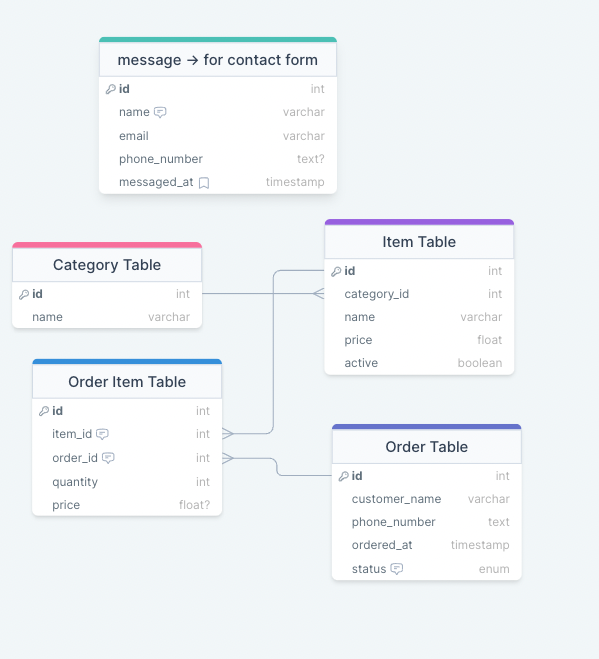 message → for contact form
id int
name varchar
email varchar
phone_number text?
messaged_at timestamp
Category Table
id int
name varchar
Item Table
id int
category_id int
name varchar
price float
active boolean
Order Item Table
id int
item_id int
order_id int
quantity int
price float?
Order Table
id int
customer_name varchar
phone_number text
ordered_at timestamp
status enum